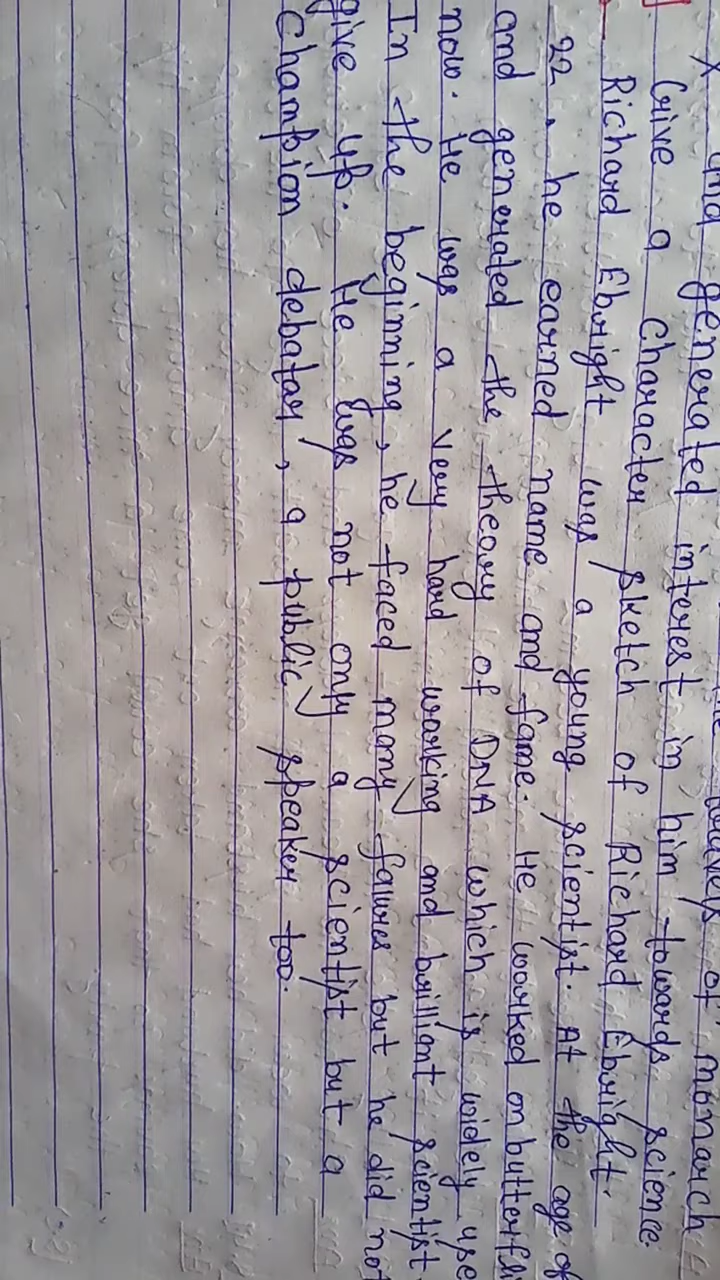 x and generated interest in him towards science.
Give a character sketch of Richard Ebright.
Richard Ebright was a young scientist. At the age of
22, he earned name and fame. He worked on butterfli
and generated the theory of DNA which is widely use
now. He was a very hard working and brilliant scientist.
In the beginning, he faced many faiures but he did not
give up. He was not only a scientist but a
champion debater, a public speaker too.